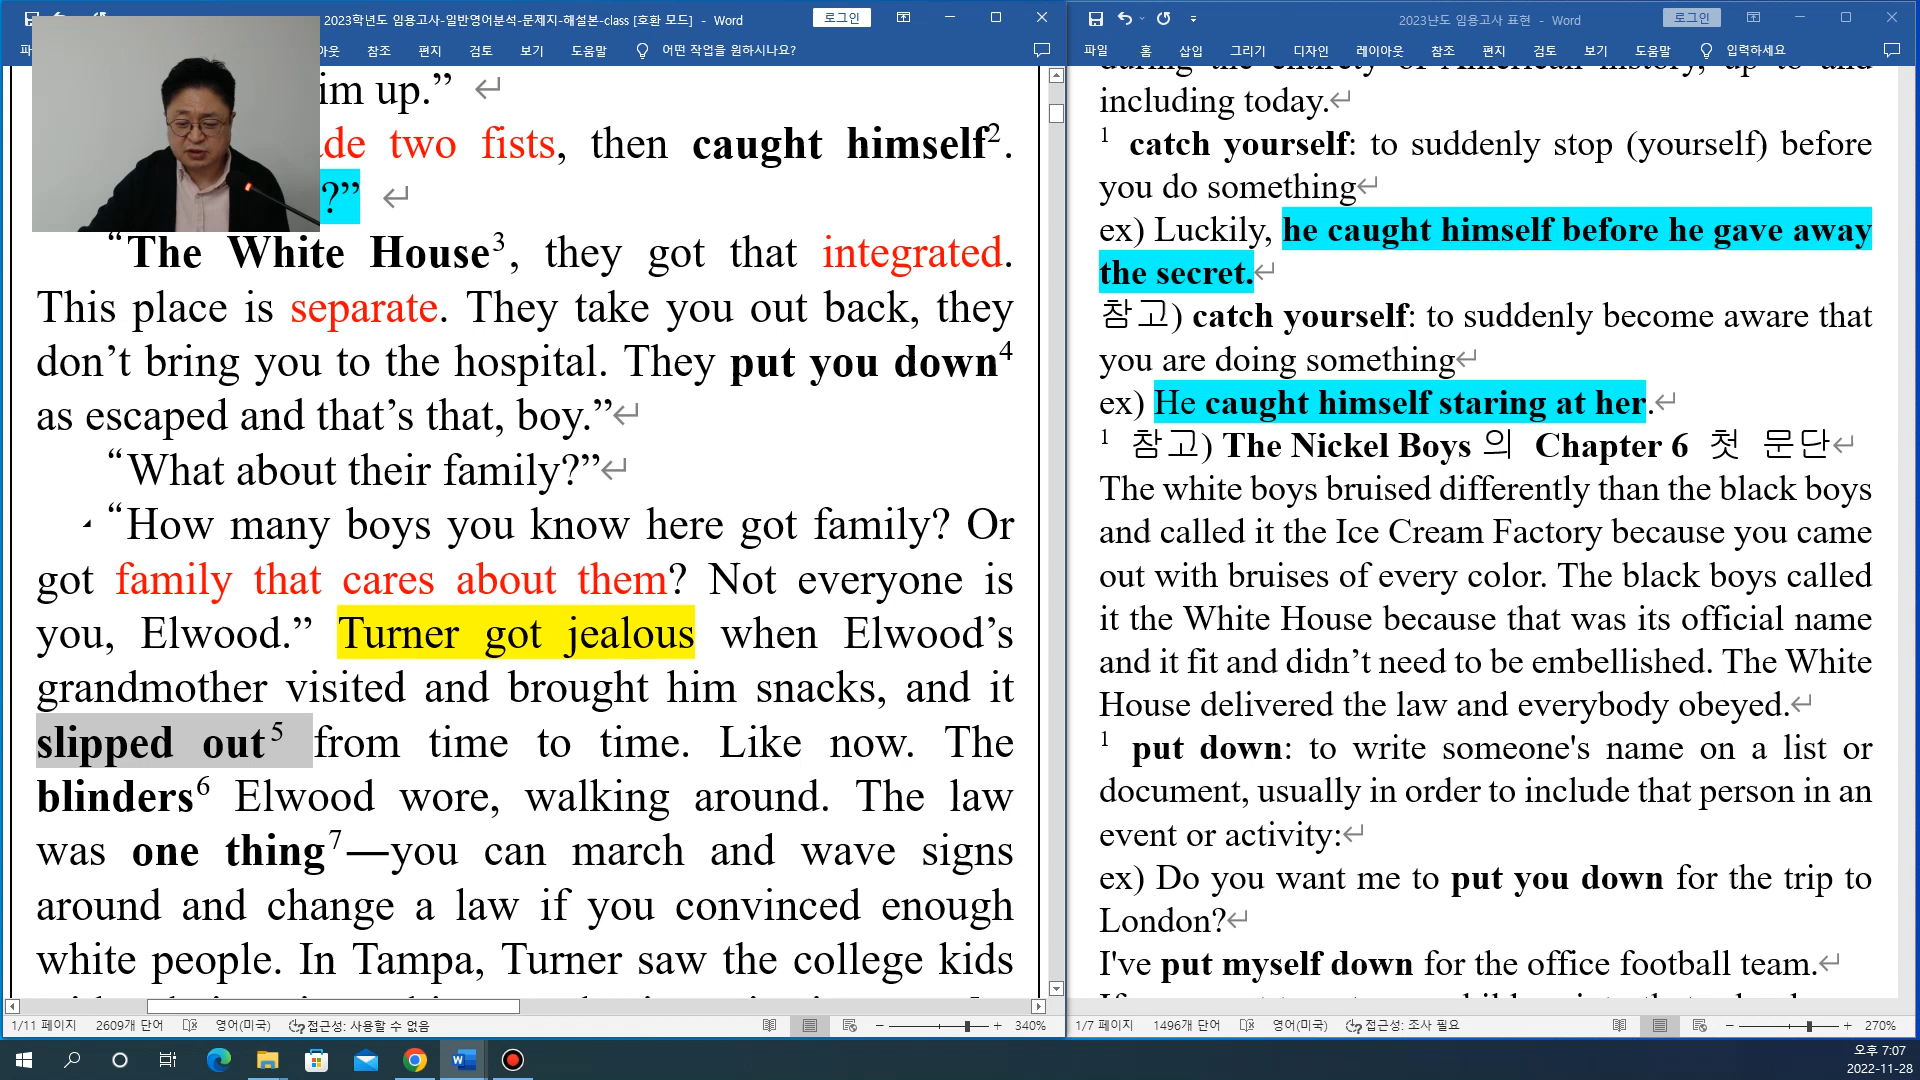 2023학년도 임용고사-일반영어분석-문제지-해설본-class [호환 모드] - Word
로그인
아웃 참조 편지 검토 보기 도움말 어떤 작업을 원하시나요?
im up.”
de two fists, then caught himself2.
?”
“The White House3, they got that integrated.
This place is separate. They take you out back, they
don’t bring you to the hospital. They put you down4
as escaped and that’s that, boy.”
“What about their family?”
“How many boys you know here got family? Or
got family that cares about them? Not everyone is
you, Elwood.” Turner got jealous when Elwood’s
grandmother visited and brought him snacks, and it
slipped out5 from time to time. Like now. The
blinders6 Elwood wore, walking around. The law
was one thing7—you can march and wave signs
around and change a law if you convinced enough
white people. In Tampa, Turner saw the college kids
1/11 페이지 2609개 단어 영어(미국) 접근성: 사용할 수 없음 340%
2023년도 임용고사 표현 - Word
로그인
파일 홈 삽입 그리기 디자인 레이아웃 참조 편지 검토 보기 도움말 입력하세요
during the entirety of American history, up to and
including today.
1 catch yourself: to suddenly stop (yourself) before
you do something
ex) Luckily, he caught himself before he gave away
the secret.
참고) catch yourself: to suddenly become aware that
you are doing something
ex) He caught himself staring at her.
1 참고) The Nickel Boys 의 Chapter 6 첫 문단
The white boys bruised differently than the black boys
and called it the Ice Cream Factory because you came
out with bruises of every color. The black boys called
it the White House because that was its official name
and it fit and didn’t need to be embellished. The White
House delivered the law and everybody obeyed.
1 put down: to write someone's name on a list or
document, usually in order to include that person in an
event or activity:
ex) Do you want me to put you down for the trip to
London?
I've put myself down for the office football team.
1/7 페이지 1496개 단어 영어(미국) 접근성: 조사 필요 270%
오후 7:07
2022-11-28